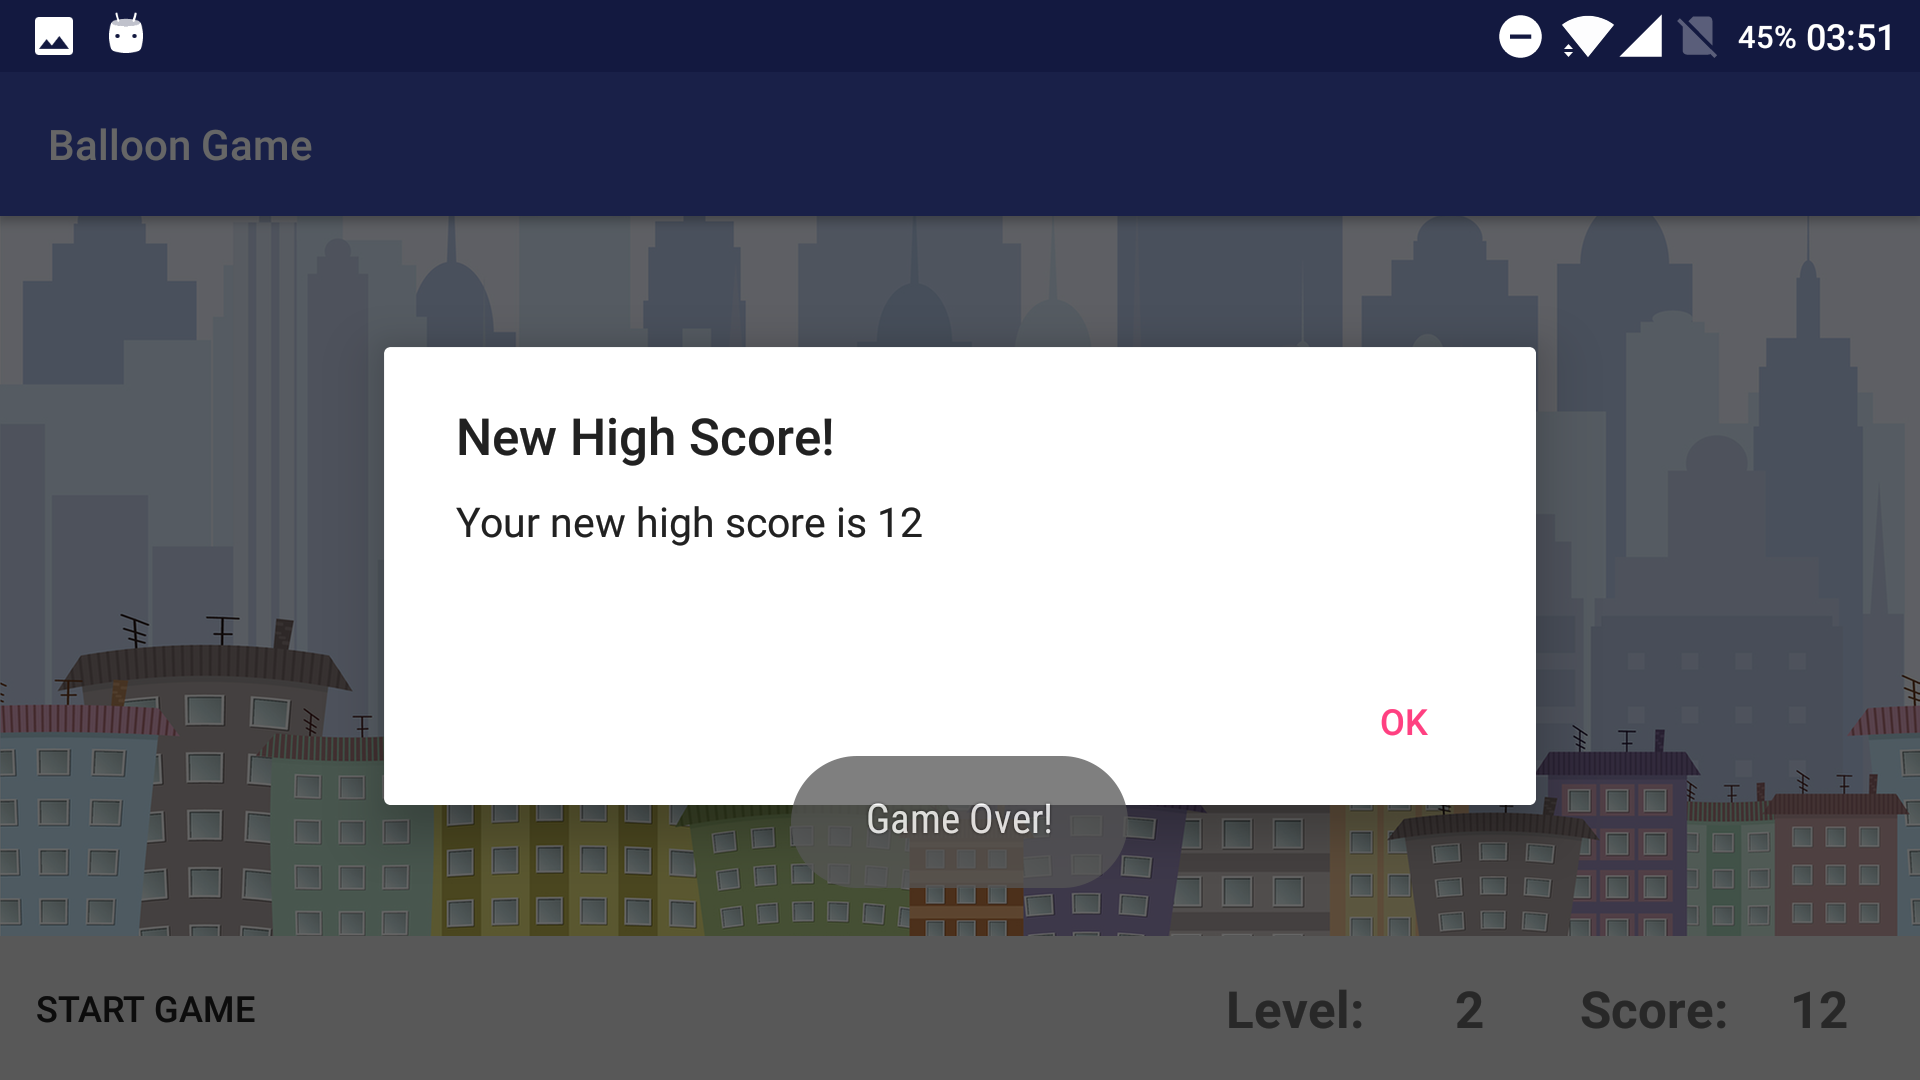 45% 03:51
Balloon Game
New High Score!
Your new high score is 12
OK
Game Over!
START GAME
Level: 2 Score: 12